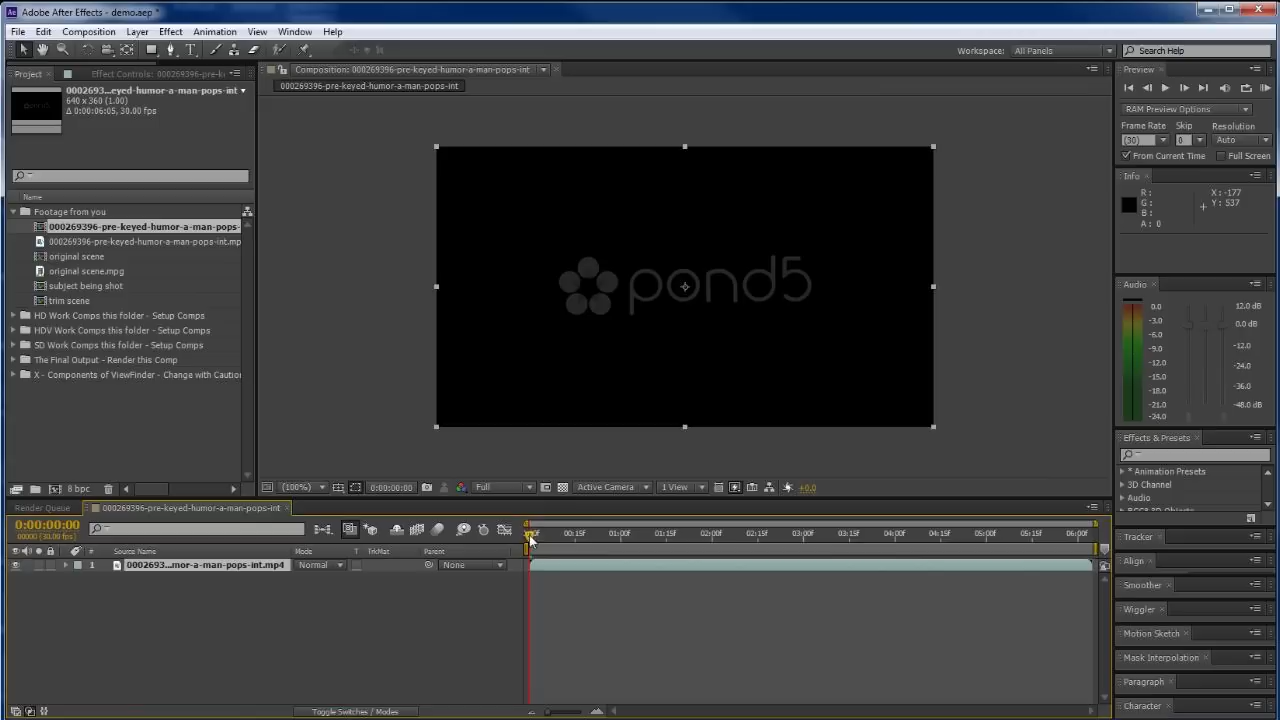 Adobe After Effects - demo.aep *
File Edit Composition Layer Effect Animation View Window Help
Workspace: All Panels
Search Help
Project
Effect Controls: 000269396-pre-k
Composition: 000269396-pre-keyed-humor-a-man-pops-int
Preview
0002693...eyed-humor-a-man-pops-int
640 x 360 (1.00)
Δ 0:00:06:05, 30.00 fps
000269396-pre-keyed-humor-a-man-pops-int
RAM Preview Options
Frame Rate Skip Resolution
(30) 0 Auto
From Current Time Full Screen
Info
R :
G :
B :
A : 0
X : -177
Y : 537
Name
Footage from you
000269396-pre-keyed-humor-a-man-pops-
000269396-pre-keyed-humor-a-man-pops-int.mp
original scene
original scene.mpg
subject being shot
trim scene
HD Work Comps this folder - Setup Comps
HDV Work Comps this folder - Setup Comps
SD Work Comps this folder - Setup Comps
The Final Output - Render this Comp
X - Components of ViewFinder - Change with Cautior
pond5
Audio
0.0
-3.0
-6.0
-9.0
-12.0
-15.0
-18.0
-21.0
-24.0
12.0 dB
0.0 dB
-12.0
-24.0
-36.0
-48.0 dB
Effects & Presets
* Animation Presets
3D Channel
Audio
8 bpc
(100%) 0:00:00:00 Full Active Camera 1 View +0.0
Render Queue
000269396-pre-keyed-humor-a-man-pops-int
0:00:00:00
00000 (30.00 fps)
00:15f 01:00f 01:15f 02:00f 02:15f 03:00f 03:15f 04:00f 04:15f 05:00f 05:15f 06:00f
# Source Name Mode T TrkMat Parent
1 0002693...mor-a-man-pops-int.mp4 Normal None
Tracker
Align
Smoother
Wiggler
Motion Sketch
Mask Interpolation
Paragraph
Character
Toggle Switches / Modes